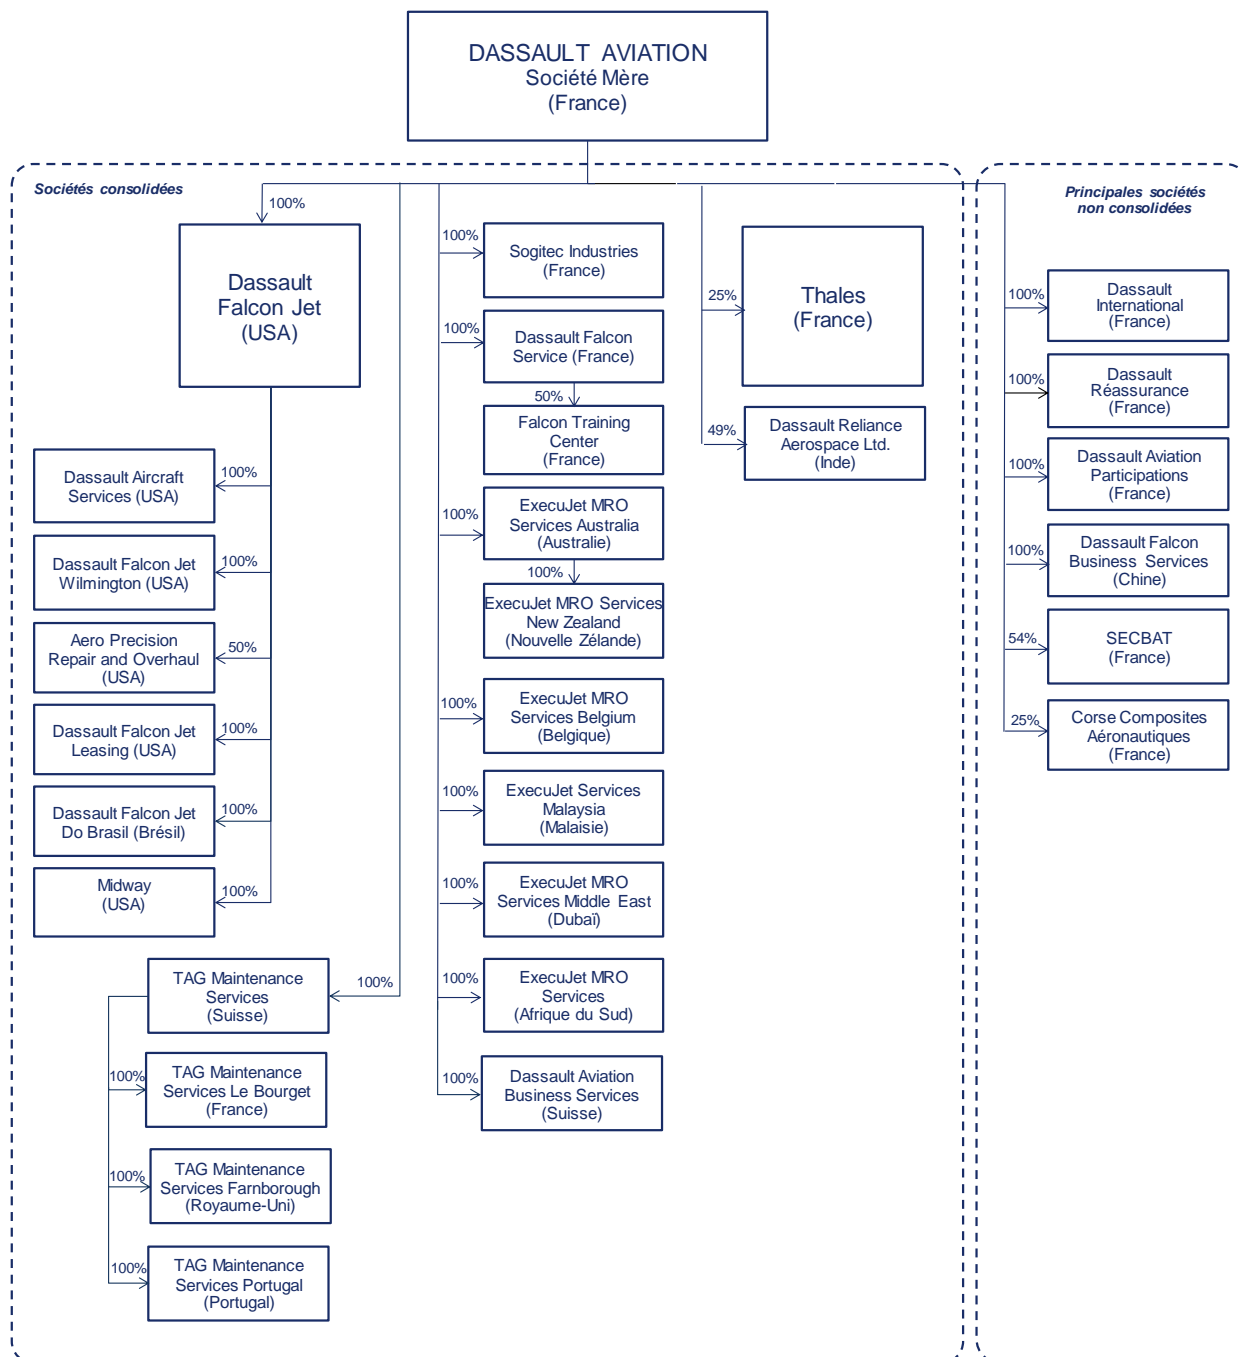 DASSAULT AVIATION
Société Mère
(France)
Sociétés consolidées
Principales sociétés
non consolidées
100%
Dassault
Falcon Jet
(USA)
100%
Dassault Aircraft
Services (USA)
100%
Dassault Falcon Jet
Wilmington (USA)
50%
Aero Precision
Repair and Overhaul
(USA)
100%
Dassault Falcon Jet
Leasing (USA)
100%
Dassault Falcon Jet
Do Brasil (Brésil)
100%
Midway
(USA)
100%
TAG Maintenance
Services
(Suisse)
100%
TAG Maintenance
Services Le Bourget
(France)
100%
TAG Maintenance
Services Farnborough
(Royaume-Uni)
100%
TAG Maintenance
Services Portugal
(Portugal)
100%
Sogitec Industries
(France)
100%
Dassault Falcon
Service (France)
50%
Falcon Training
Center
(France)
100%
ExecuJet MRO
Services Australia
(Australie)
100%
ExecuJet MRO Services
New Zealand
(Nouvelle Zélande)
100%
ExecuJet MRO
Services Belgium
(Belgique)
100%
ExecuJet Services
Malaysia
(Malaisie)
100%
ExecuJet MRO
Services Middle East
(Dubaï)
100%
ExecuJet MRO
Services
(Afrique du Sud)
100%
Dassault Aviation
Business Services
(Suisse)
25%
Thales
(France)
49%
Dassault Reliance
Aerospace Ltd.
(Inde)
100%
Dassault
International
(France)
100%
Dassault
Réassurance
(France)
100%
Dassault Aviation
Participations
(France)
100%
Dassault Falcon
Business Services
(Chine)
54%
SECBAT
(France)
25%
Corse Composites
Aéronautiques
(France)